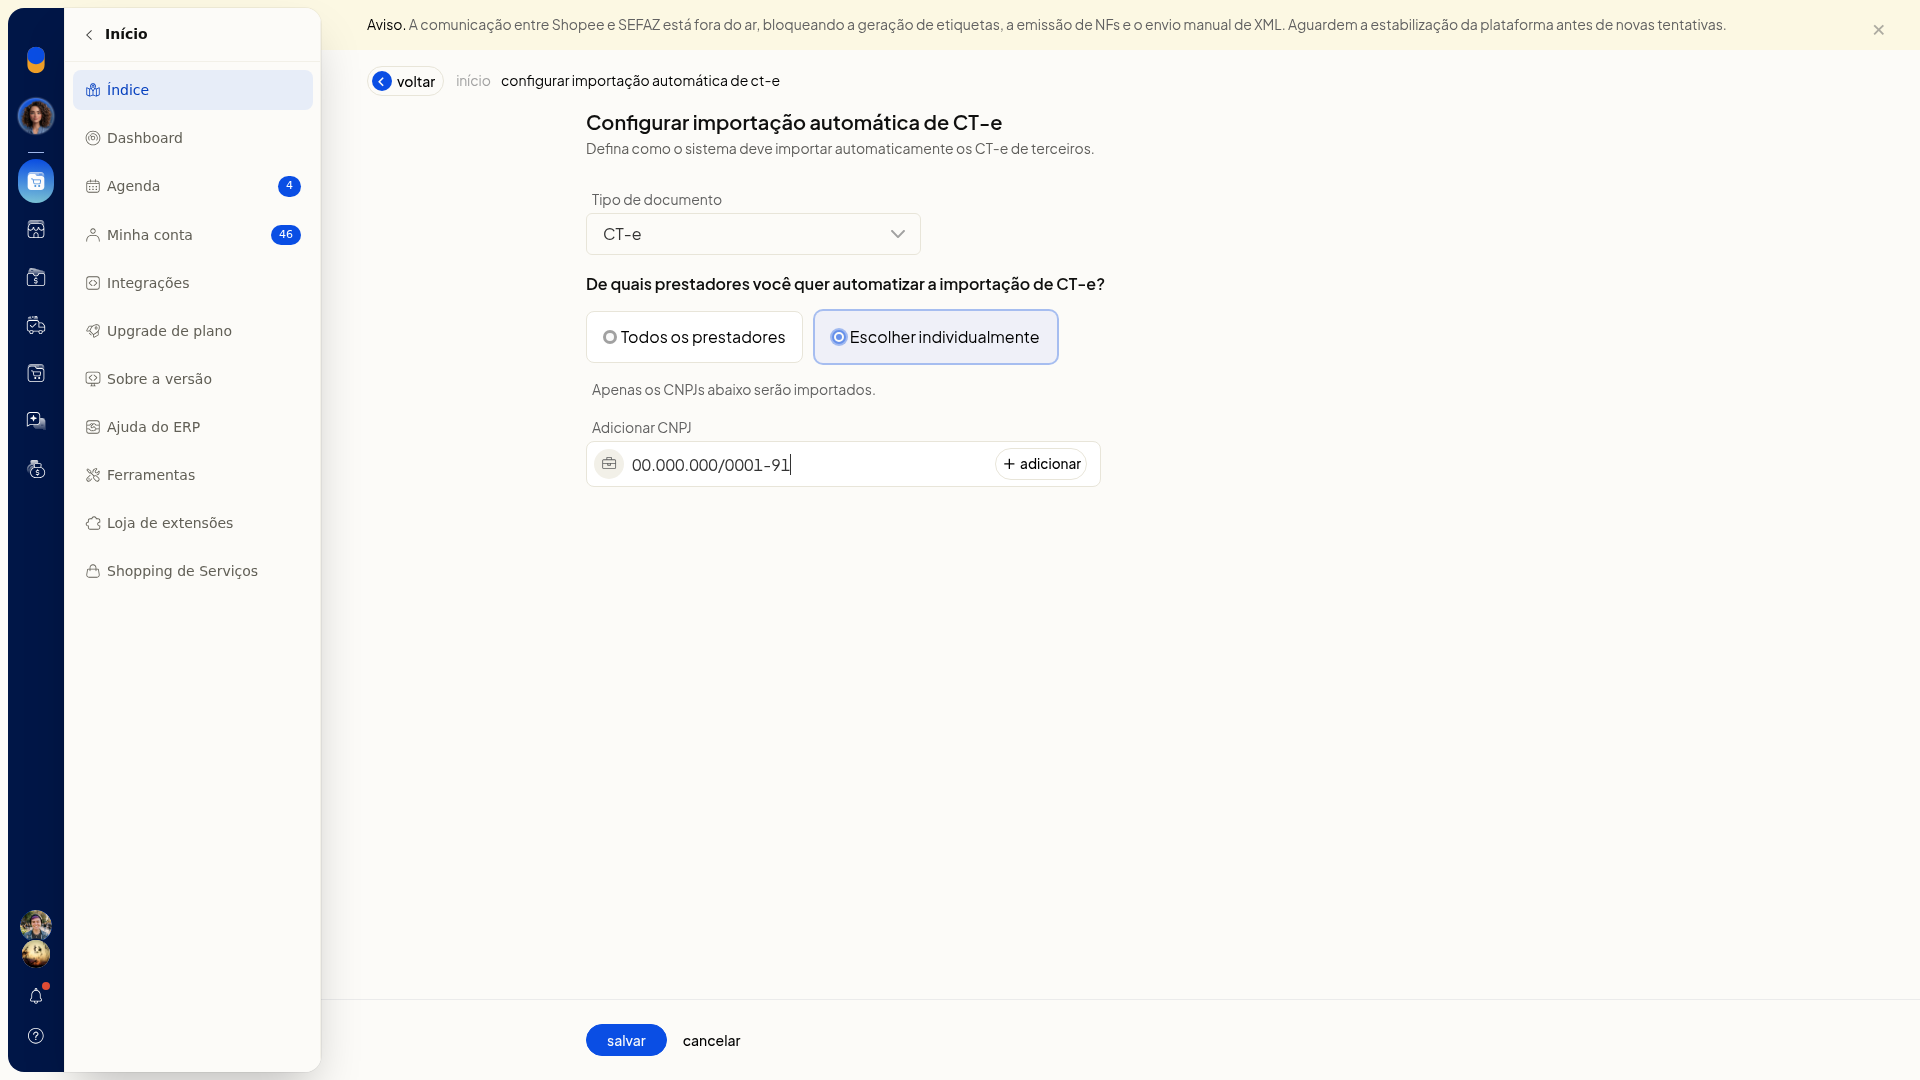 Início
Índice
Dashboard
Agenda 4
Minha conta 46
Integrações
Upgrade de plano
Sobre a versão
Ajuda do ERP
Ferramentas
Loja de extensões
Shopping de Serviços
Aviso. A comunicação entre Shopee e SEFAZ está fora do ar, bloqueando a geração de etiquetas, a emissão de NFs e o envio manual de XML. Aguardem a estabilização da plataforma antes de novas tentativas.
voltar início configurar importação automática de ct-e
Configurar importação automática de CT-e
Defina como o sistema deve importar automaticamente os CT-e de terceiros.
Tipo de documento
CT-e
De quais prestadores você quer automatizar a importação de CT-e?
Todos os prestadores Escolher individualmente
Apenas os CNPJs abaixo serão importados.
Adicionar CNPJ
00.000.000/0001-91 + adicionar
salvar cancelar